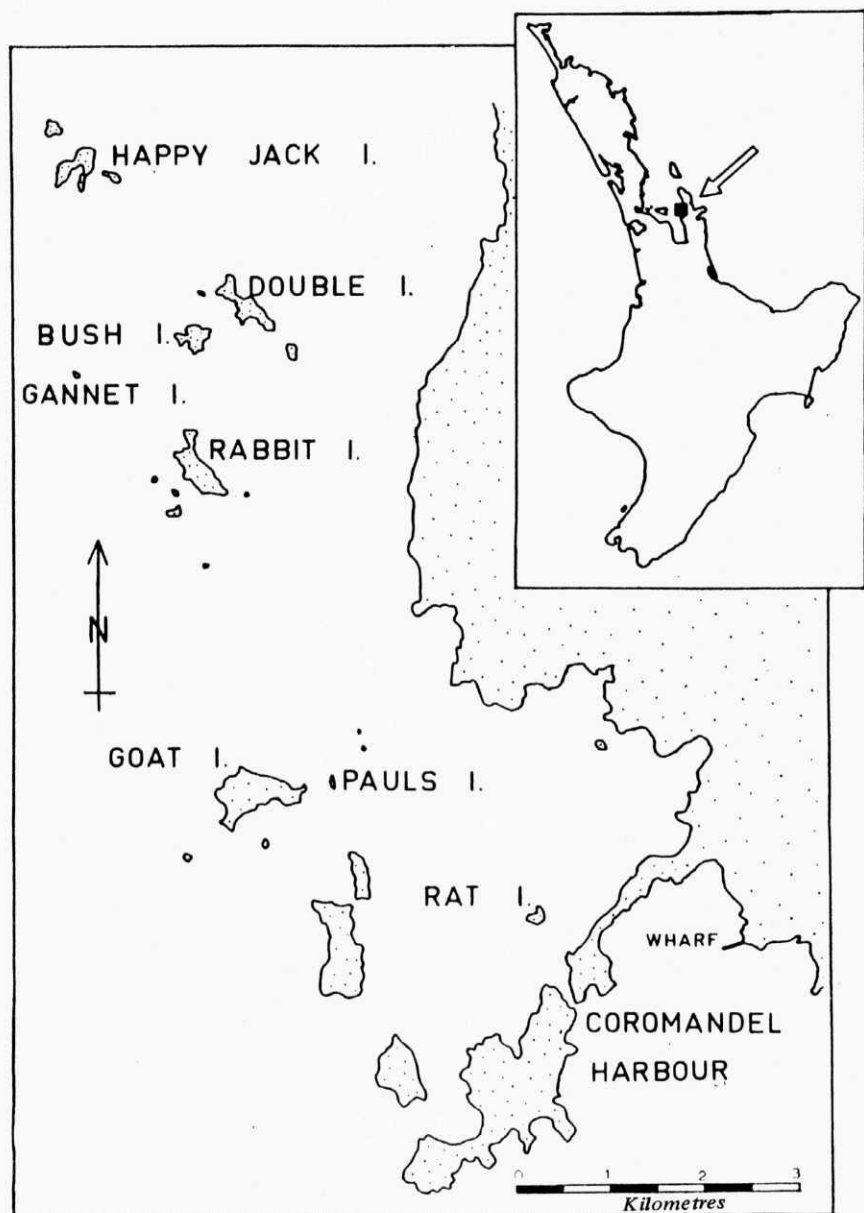 HAPPY JACK I.
DOUBLE I.
BUSH I.
GANNET I.
RABBIT I.
N
GOAT I.
PAULS I.
RAT I.
WHARF
COROMANDEL
HARBOUR
0 1 2 3
Kilometres